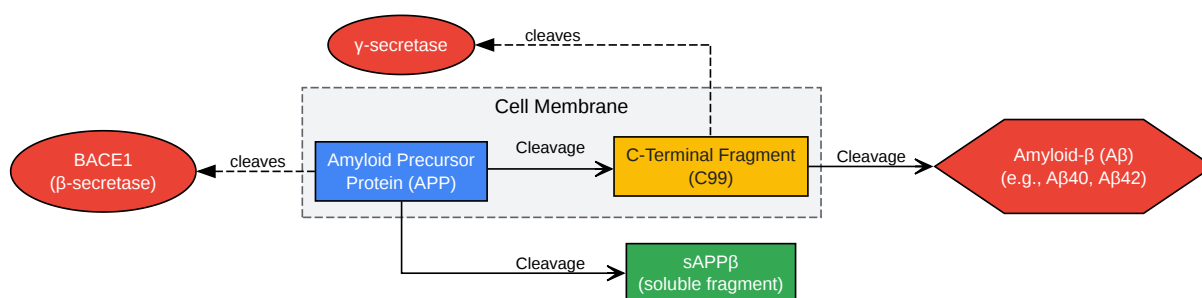 γ-secretase
cleaves
Cell Membrane
BACE1
(β-secretase)
cleaves
Amyloid Precursor
Protein (APP)
Cleavage
C-Terminal Fragment
(C99)
Cleavage
Amyloid-β (Aβ)
(e.g., Aβ40, Aβ42)
Cleavage
sAPPβ
(soluble fragment)